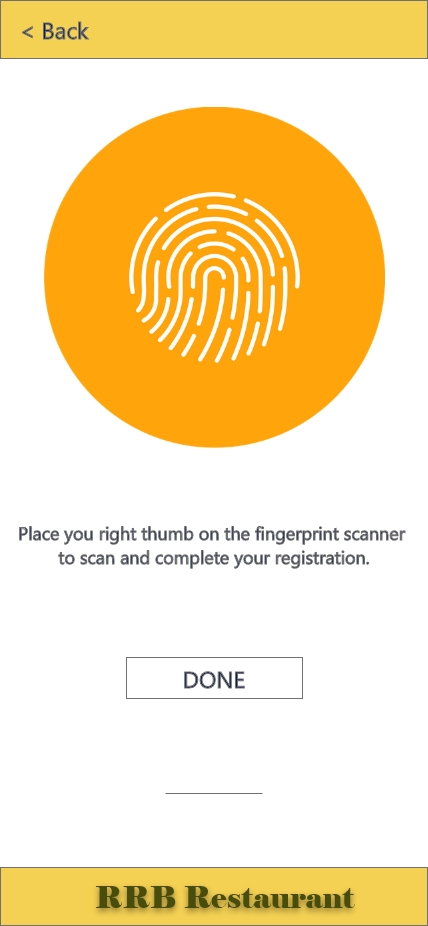 < Back
Place you right thumb on the fingerprint scanner
to scan and complete your registration.
DONE
RRB Restaurant